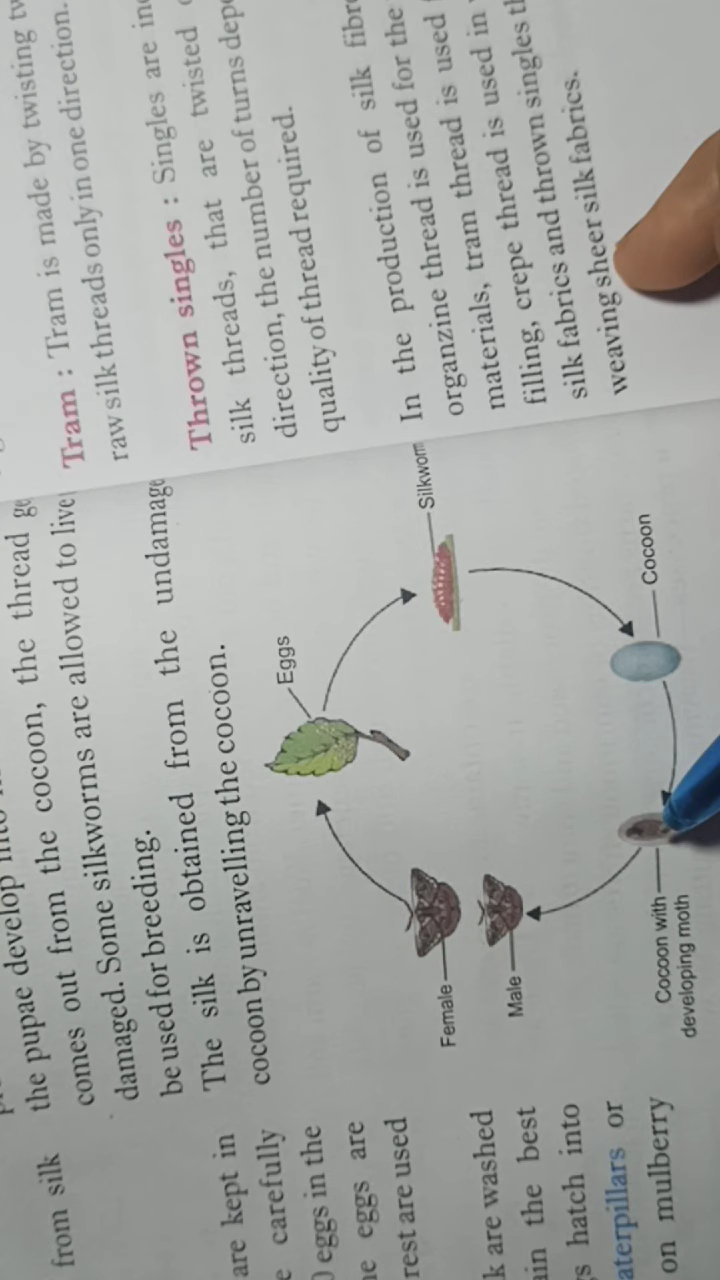 from silk
are kept in
carefully
eggs in the
eggs are
rest are used
are washed
in the best
hatch into
or
on mulberry
the pupae develop
comes out from the cocoon, the thread
damaged. Some silkworms are allowed to live
be used for breeding.
The silk is obtained from the
cocoon by unravelling the cocoon.
Eggs
Silkworm
Cocoon
Cocoon with
developing moth
Male
Female
Tram : Tram is made by twisting
raw silk threads only in one direction.
Thrown singles : Singles are
silk threads, that are twisted
direction, the number of turns
quality of thread required.
In the production of silk
organzine thread is used for the
materials, tram thread is used in
filling, crepe thread is used in
silk fabrics and thrown singles
weaving sheer silk fabrics.